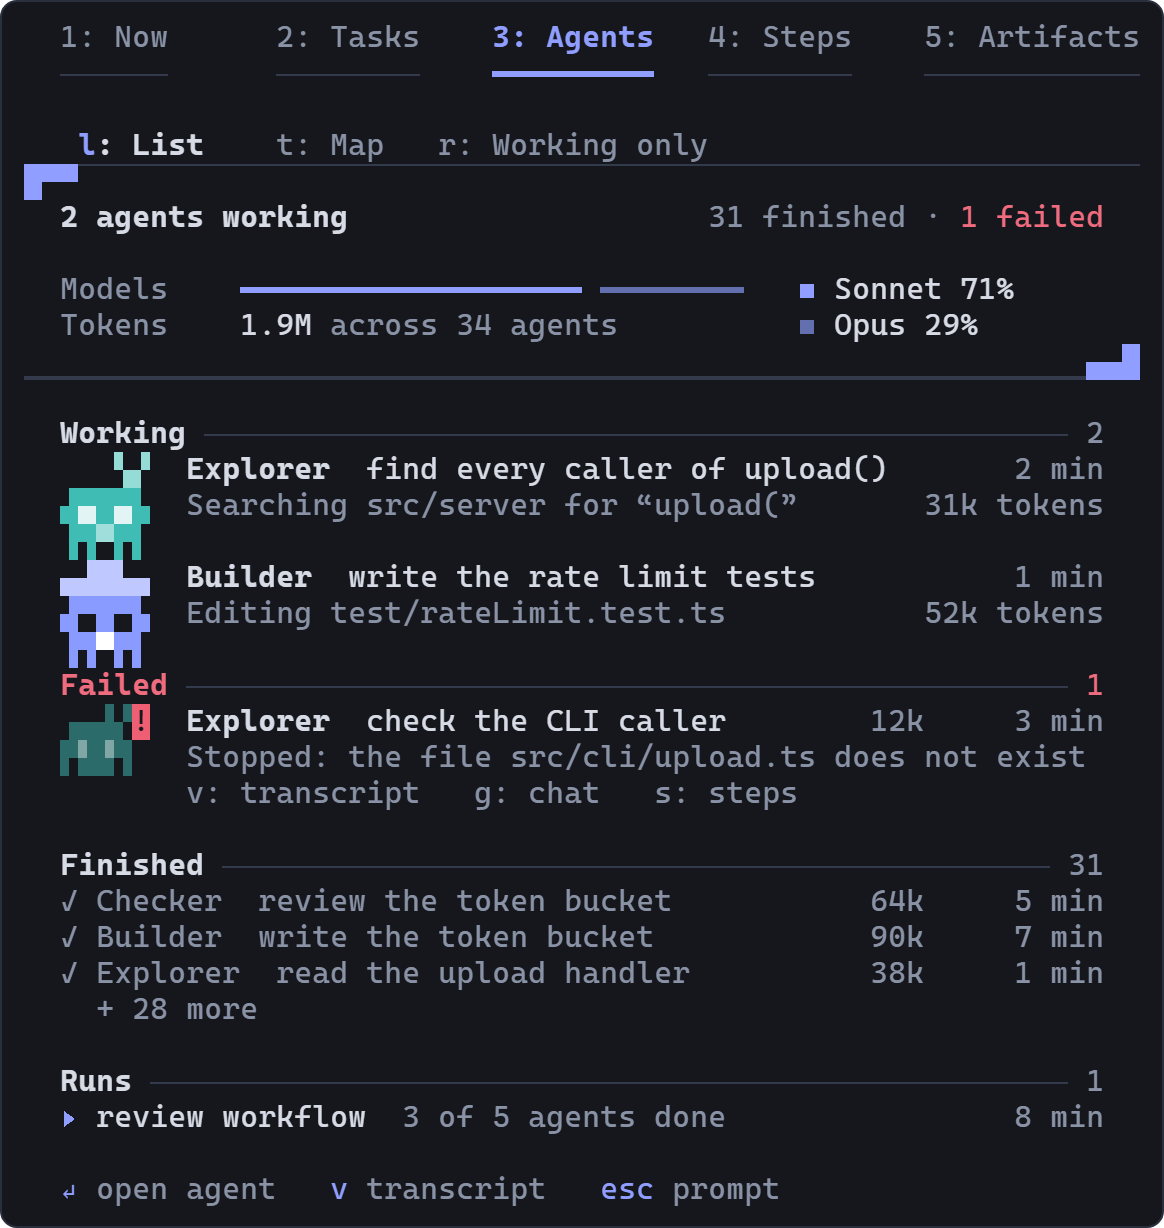 1: Now 2: Tasks 3: Agents 4: Steps 5: Artifacts
l: List t: Map r: Working only
2 agents working 31 finished · 1 failed
Models Sonnet 71%
Tokens 1.9M across 34 agents Opus 29%
Working 2
Explorer find every caller of upload() 2 min
Searching src/server for “upload(” 31k tokens
Builder write the rate limit tests 1 min
Editing test/rateLimit.test.ts 52k tokens
Failed 1
! Explorer check the CLI caller 12k 3 min
Stopped: the file src/cli/upload.ts does not exist
v: transcript g: chat s: steps
Finished 31
✓ Checker review the token bucket 64k 5 min
✓ Builder write the token bucket 90k 7 min
✓ Explorer read the upload handler 38k 1 min
+ 28 more
Runs 1
▸ review workflow 3 of 5 agents done 8 min
↲ open agent v transcript esc prompt